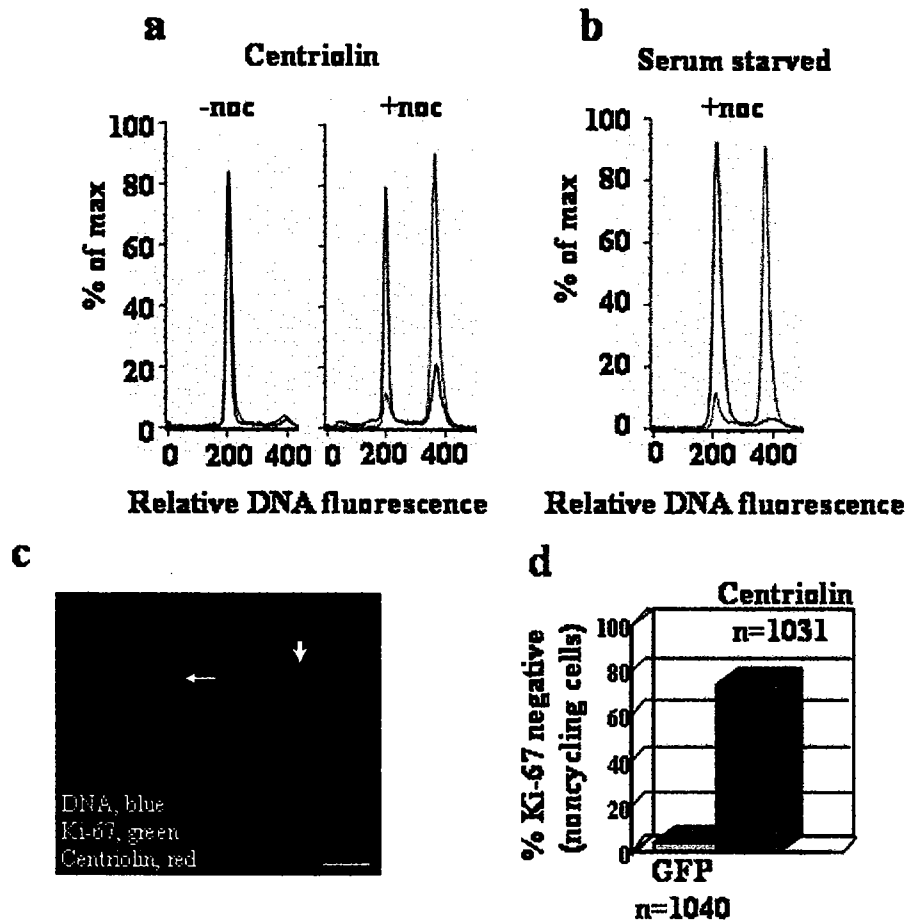 a
Centriolin
-noc
+noc
% of max
100
80
60
40
20
0
0 200 400
0 200 400
Relative DNA fluorescence
b
Serum starved
+noc
% of max
100
80
60
40
20
0
0 200 400
Relative DNA fluorescence
c
DNA, blue
Ki-67, green
Centriolin, red
d
Centriolin
n=1031
% Ki-67 negative
(noncycling cells)
100
80
60
40
20
0
GFP
n=1040